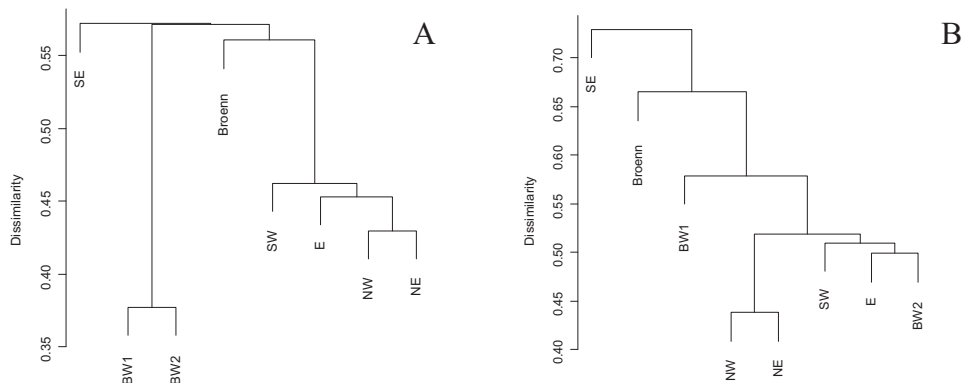 A
Dissimilarity
0.55
0.50
0.45
0.40
0.35
SE
BW1
BW2
Broenn
SW
E
NW
NE
B
Dissimilarity
0.70
0.65
0.60
0.55
0.50
0.45
0.40
SE
Broenn
BW1
NW
NE
SW
E
BW2